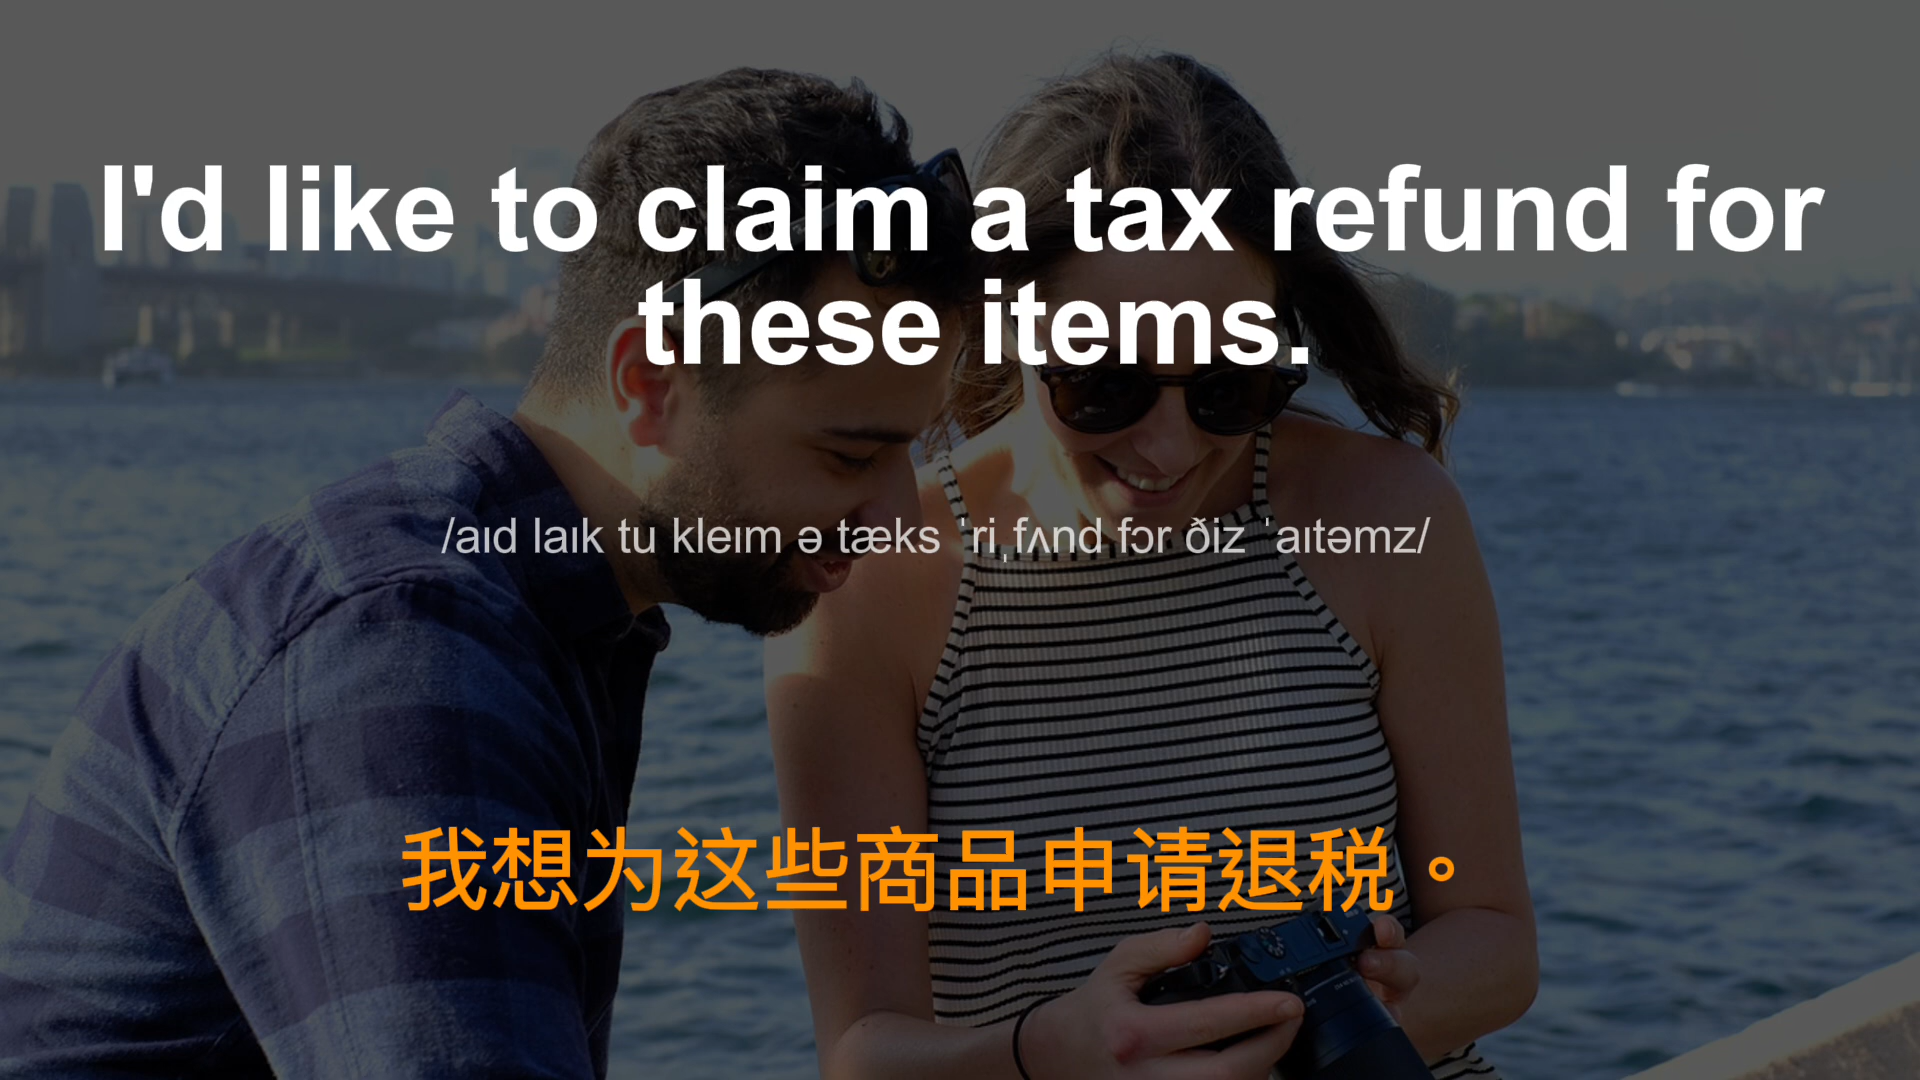 I'd like to claim a tax refund for
these items.
/aɪd laɪk tu kleɪm ə tæks ˈriˌfʌnd fɔr ðiz ˈaɪtəmz/
我想为这些商品申请退税。